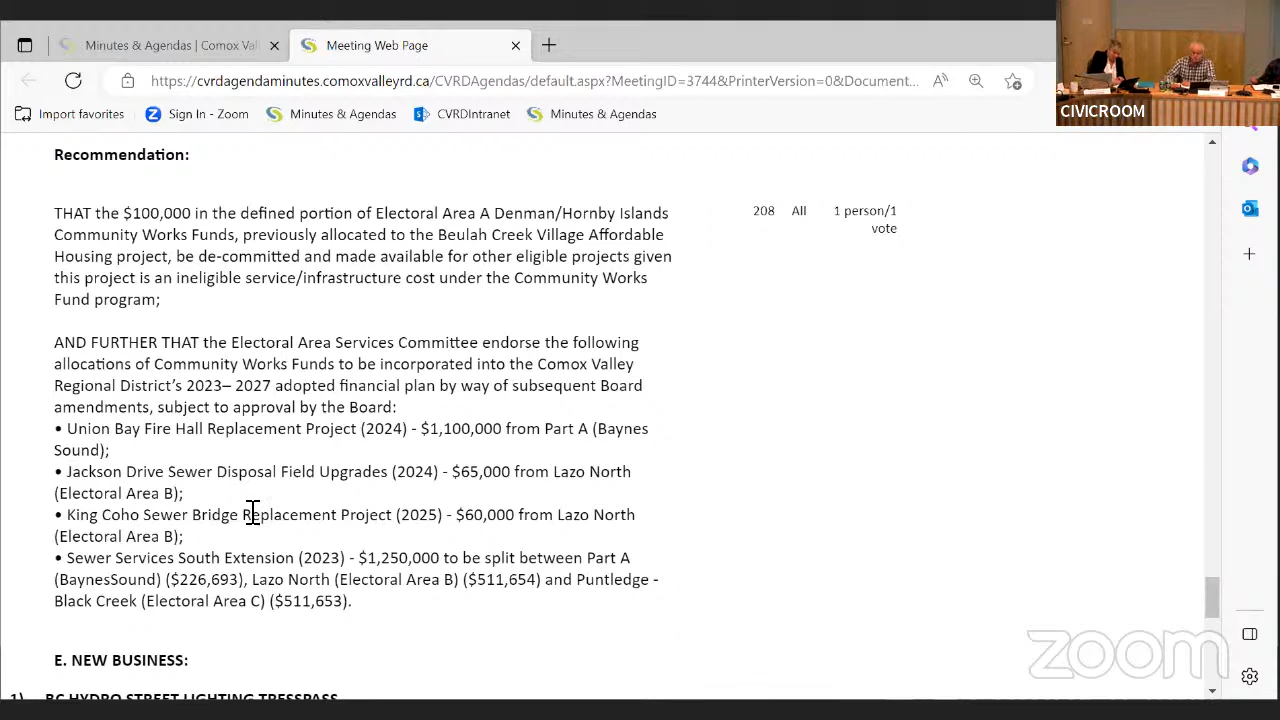 Minutes & Agendas | Comox Val
Meeting Web Page
https://cvrdagendaminutes.comoxvalleyrd.ca/CVRDAgendas/default.aspx?MeetingID=3744&PrinterVersion=0&Document...
Import favorites
Sign In - Zoom
Minutes & Agendas
CVRDIntranet
Minutes & Agendas
CIVICROOM
Recommendation:
THAT the $100,000 in the defined portion of Electoral Area A Denman/Hornby Islands
Community Works Funds, previously allocated to the Beulah Creek Village Affordable
Housing project, be de-committed and made available for other eligible projects given
this project is an ineligible service/infrastructure cost under the Community Works
Fund program;
208 All 1 person/1
vote
AND FURTHER THAT the Electoral Area Services Committee endorse the following
allocations of Community Works Funds to be incorporated into the Comox Valley
Regional District's 2023– 2027 adopted financial plan by way of subsequent Board
amendments, subject to approval by the Board:
• Union Bay Fire Hall Replacement Project (2024) - $1,100,000 from Part A (Baynes
Sound);
• Jackson Drive Sewer Disposal Field Upgrades (2024) - $65,000 from Lazo North
(Electoral Area B);
• King Coho Sewer Bridge Replacement Project (2025) - $60,000 from Lazo North
(Electoral Area B);
• Sewer Services South Extension (2023) - $1,250,000 to be split between Part A
(BaynesSound) ($226,693), Lazo North (Electoral Area B) ($511,654) and Puntledge -
Black Creek (Electoral Area C) ($511,653).
E. NEW BUSINESS:
1) BC HYDRO STREET LIGHTING TRESSPASS
zoom